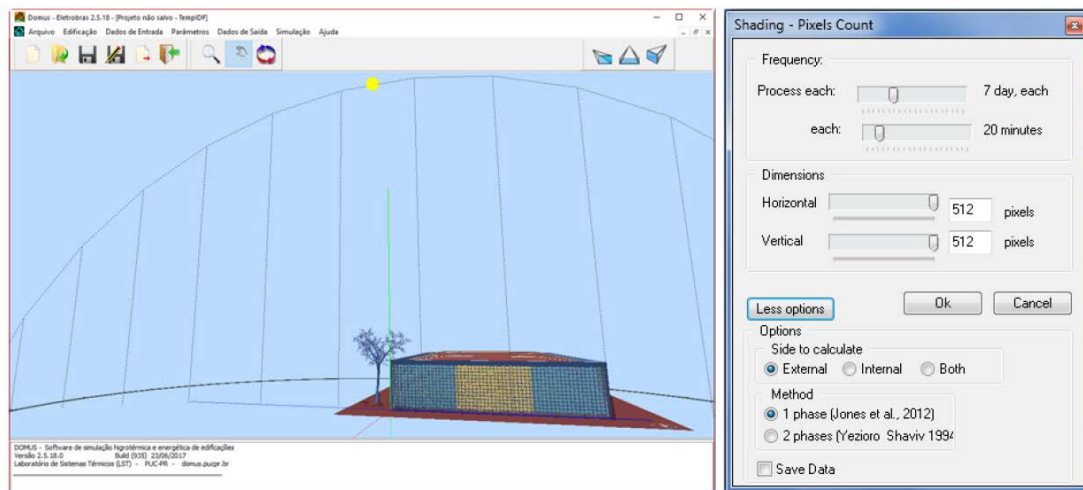 Domus - Eletrobras 2.5.18 - [Projeto não salvo - TempIDF]
Arquivo Edificação Dados de Entrada Parâmetros Dados de Saída Simulação Ajuda
DOMUS - Software de simulação higrotérmica e energética de edificações
Versão 2.5.18.0 Build (935) 23/06/2017
Laboratório de Sistemas Térmicos (LST) - PUC-PR - domus.pucpr.br
Shading - Pixels Count
Frequency:
Process each: 7 day, each
each: 20 minutes
Dimensions
Horizontal 512 pixels
Vertical 512 pixels
Less options Ok Cancel
Options
Side to calculate
External Internal Both
Method
1 phase (Jones et al., 2012)
2 phases (Yezioro Shaviv 1994
Save Data